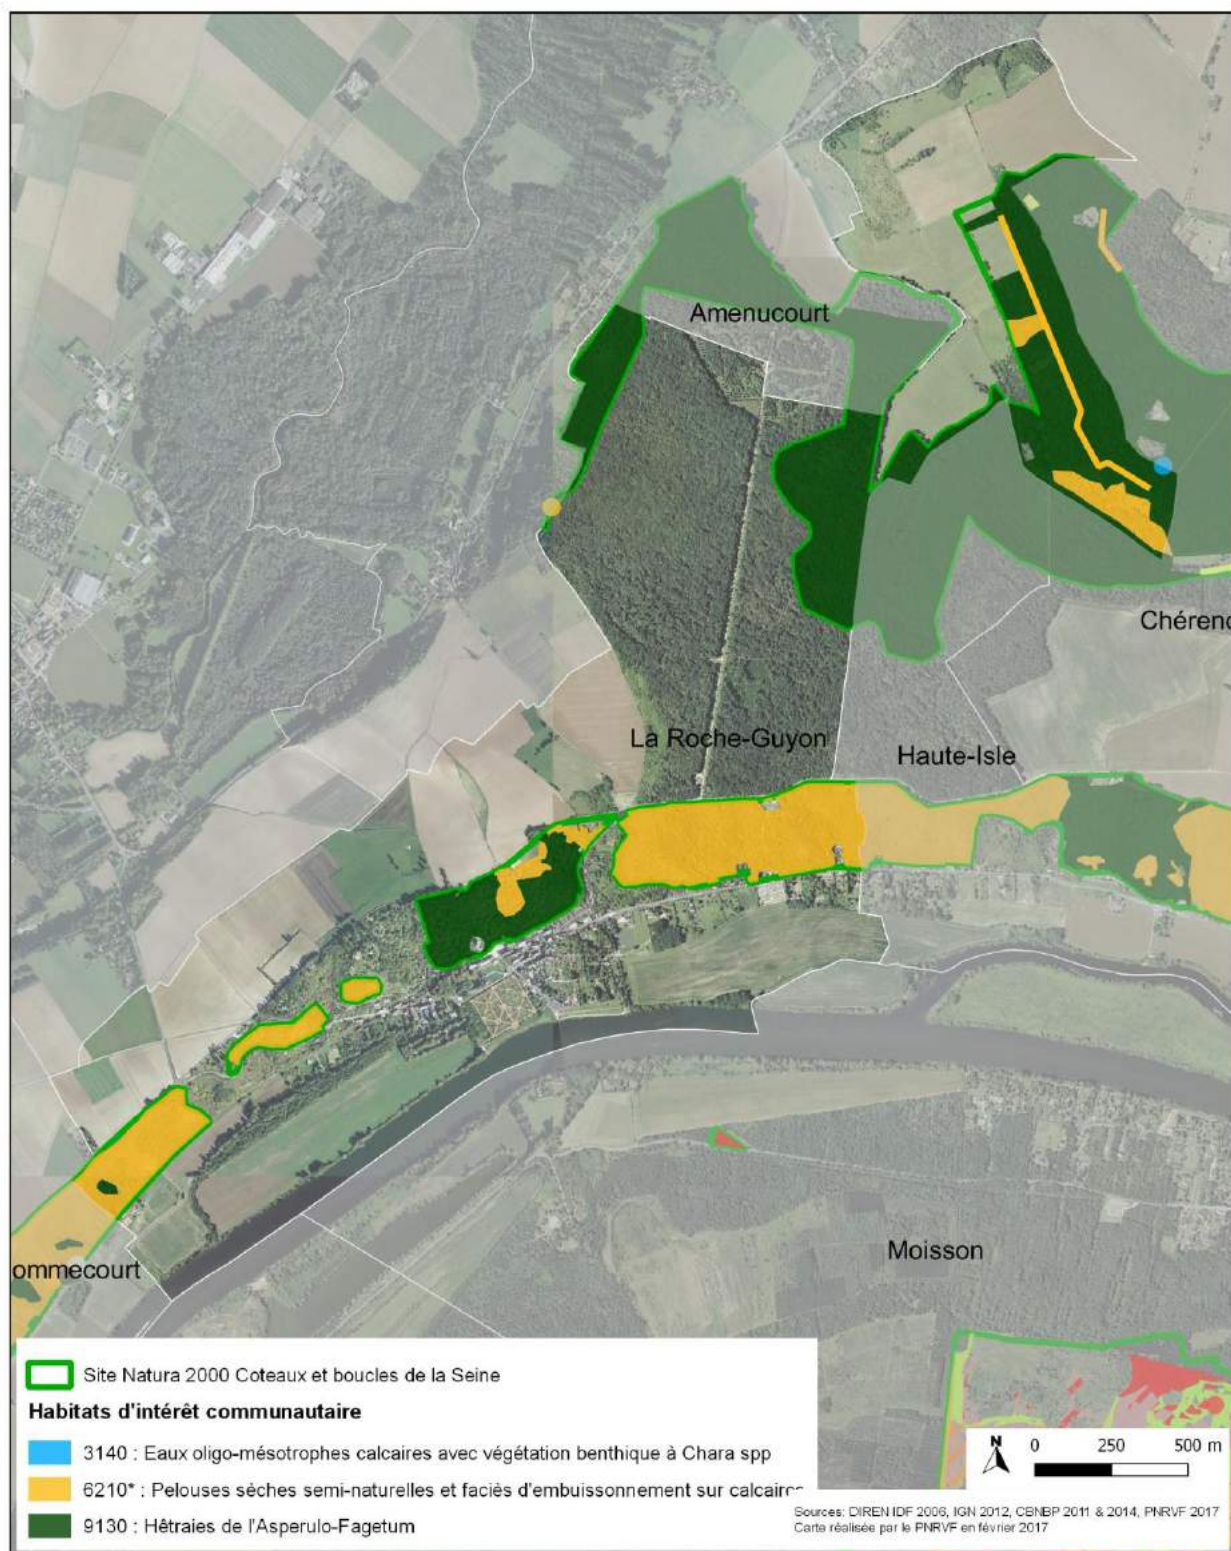 Amenucourt
Chérenc
La Roche-Guyon
Haute-Isle
Moisson
ommecourt
Site Natura 2000 Coteaux et boucles de la Seine
Habitats d'intérêt communautaire
3140 : Eaux oligo-mésotrophes calcaires avec végétation benthique à Chara spp
6210* : Pelouses sèches semi-naturelles et faciès d'embuissonnement sur calcaires
9130 : Hêtraies de l'Asperulo-Fagetum
N 0 250 500 m
Sources: DIREN IDF 2006, IGN 2012, CBNBP 2011 & 2014, PNRVF 2017
Carte réalisée par le PNRVF en février 2017